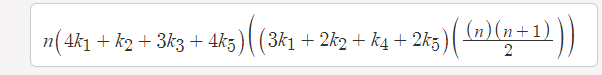 n(4k₁ + k₂ + 3k₃ + 4k₅)((3k₁ + 2k₂ + k₄ + 2k₅)((n)(n+1)/2))